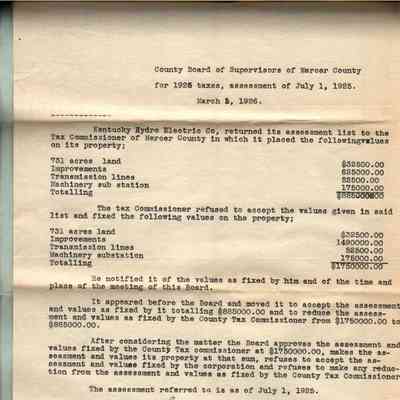 County Board of Supervisors of Mercer County
for 1925 taxes, assessment of July 1, 1925.
March 5, 1926.
-------------
Kentucky Hydro Electric Co, returned its assessment list to the
Tax Commissioner of Mercer County in which it placed the followingvalues
on its property;
731 acres land $32500.00
Improvements 625000.00
Transmission lines 52500.00
Machinery sub station 175000.00
Totalling
The tax Commissioner refused to accept the values given in said
list and fixed the following values on the property;
731 acres land $32500.00
Improvements 1490000.00
Transmission lines 52500.00
Machinery substation 175000.00
Totalling $1750000.00
He notified it of the values as fixed by him end of the time and
place of the meeting of this Board.
It appeared before the Board and moved it to accept the assessment
and values as fixed by it totalling $885000.00 and to reduce the assess-
ment and values as fixed by the County Tax Commissioner from $1750000.00 to
$885000.00.
After considering the matter the Board approves the assessment and
values fixed by the County Tax commissioner at $1750000.00, makes the as-
sessment and values its property at that sum, refuses to accept the as-
sessment and values fixed by the corporation and refuses to make any reduc-
tion from the assessment and values as fixed by the County Tax Commissioner
The assessment referred to is as of July 1, 1925.